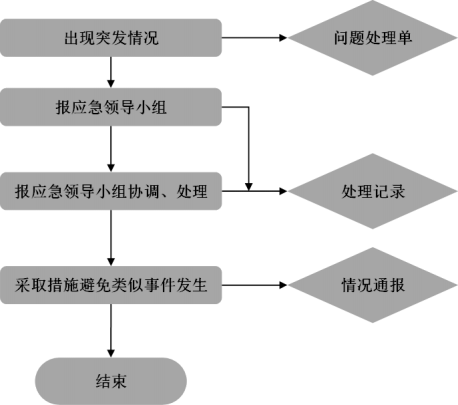 出现突发情况
问题处理单
报应急领导小组
报应急领导小组协调、处理
处理记录
采取措施避免类似事件发生
情况通报
结束